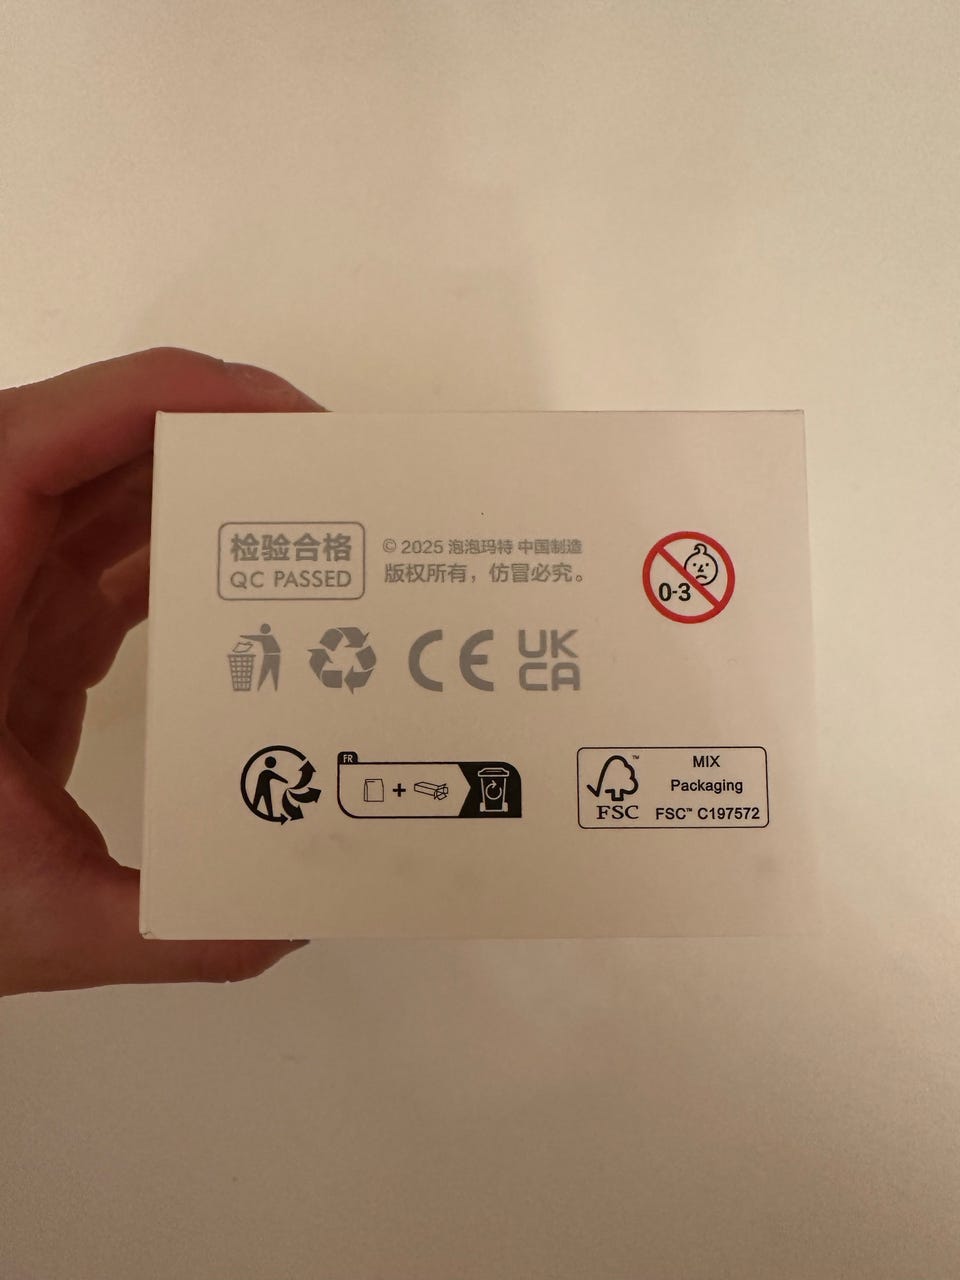 检验合格
QC PASSED
© 2025 泡泡玛特 中国制造
版权所有，仿冒必究。
0-3
CE
UK
CA
FR
+
FSC™
MIX
Packaging
FSC™ C197572